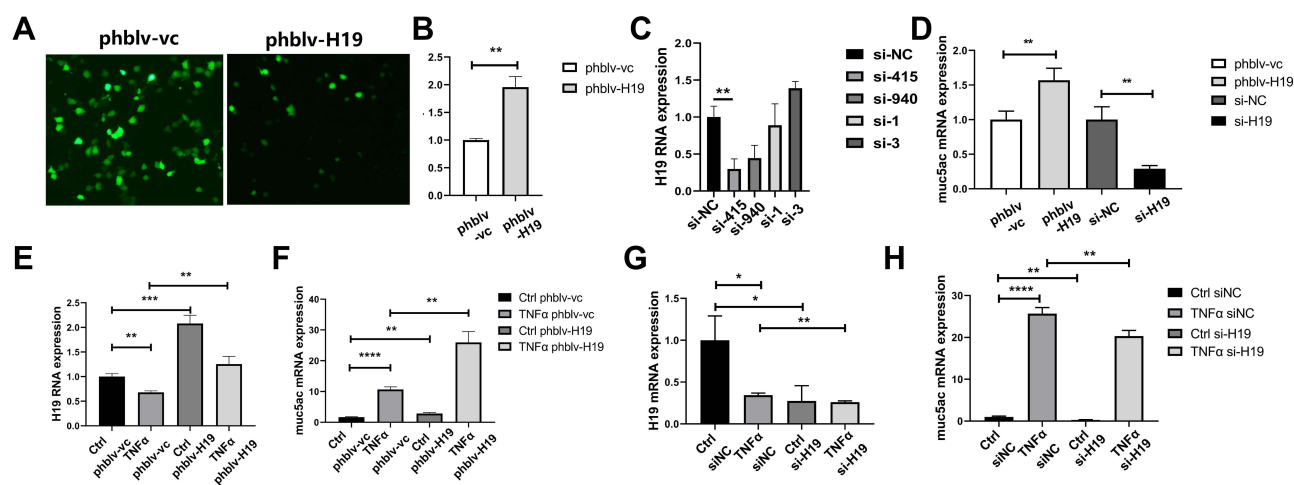 A
phblv-vc
phblv-H19
B
2.5
2.0
1.5
1.0
0.5
0.0
**
phblv
-vc
phblv
-H19
phblv-vc
phblv-H19
C
H19 RNA expression
2.0
1.5
1.0
0.5
0.0
**
si-NC
si-415
si-940
si-1
si-3
si-NC
si-415
si-940
si-1
si-3
D
muc5ac mRNA expression
2.0
1.5
1.0
0.5
0.0
**
**
phblv
-vc
phblv
-H19
si-NC
si-H19
phblv-vc
phblv-H19
si-NC
si-H19
E
H19 RNA expression
2.5
2.0
1.5
1.0
0.5
0.0
**
***
**
Ctrl
phblv-vc
TNFα
phblv-vc
Ctrl
phblv-H19
TNFα
phblv-H19
F
muc5ac mRNA expression
40
30
20
10
0
**
**
****
Ctrl
phblv-vc
TNFα
phblv-vc
Ctrl
phblv-H19
TNFα
phblv-H19
Ctrl phblv-vc
TNFα phblv-vc
Ctrl phblv-H19
TNFα phblv-H19
G
H19 mRNA expression
1.5
1.0
0.5
0.0
*
*
**
Ctrl
siNC
TNFα
siNC
Ctrl
si-H19
TNFα
si-H19
H
muc5ac mRNA expression
30
20
10
0
**
**
****
Ctrl
siNC
TNFα
siNC
Ctrl
si-H19
TNFα
si-H19
Ctrl siNC
TNFα siNC
Ctrl si-H19
TNFα si-H19